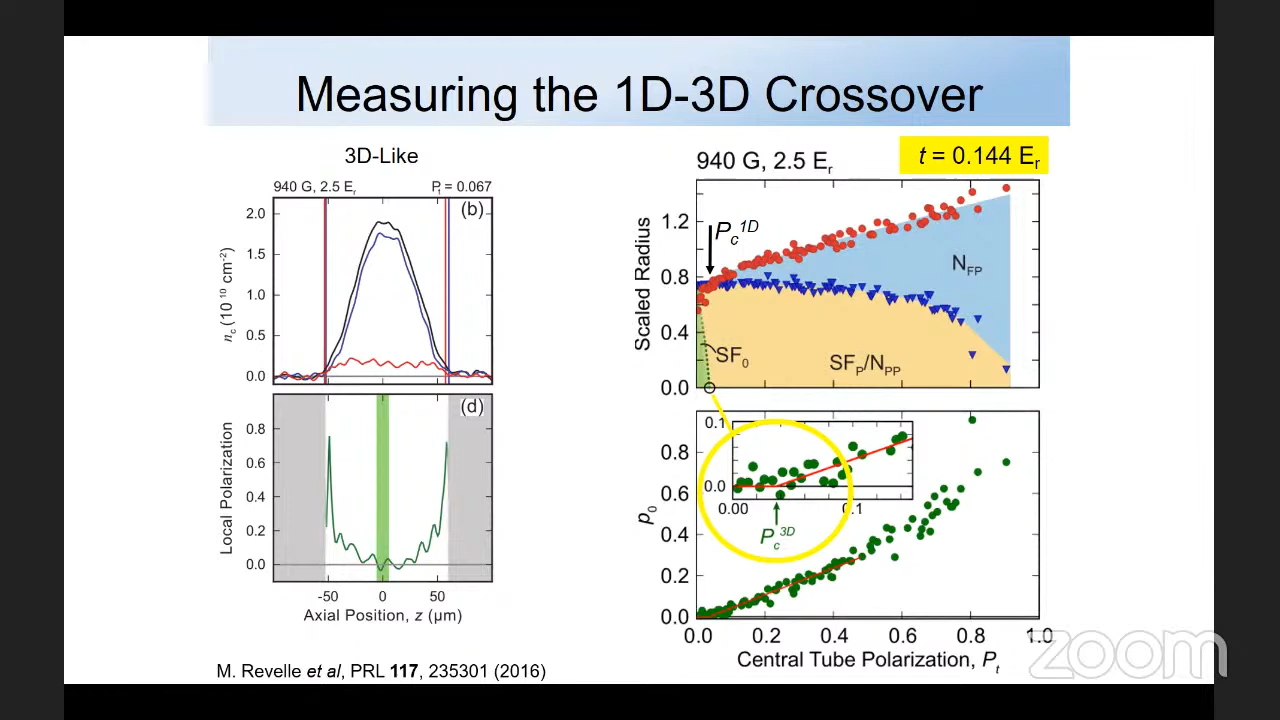 Measuring the 1D-3D Crossover
3D-Like
940 G, 2.5 Er
Pt = 0.067
(b)
2.0
1.5
1.0
0.5
0.0
nc (10 10 cm-2)
(d)
0.8
0.6
0.4
0.2
0.0
Local Polarization
-50 0 50
Axial Position, z (μm)
M. Revelle et al, PRL 117, 235301 (2016)
940 G, 2.5 Er
t = 0.144 Er
1.2
0.8
0.4
0.0
Scaled Radius
Pc1D
NFP
SF0
SFP/NPP
0.8
0.6
0.4
0.2
0.0
p0
0.1
0.0
0.00 0.1
Pc3D
0.0 0.2 0.4 0.6 0.8 1.0
Central Tube Polarization, Pt
zoom